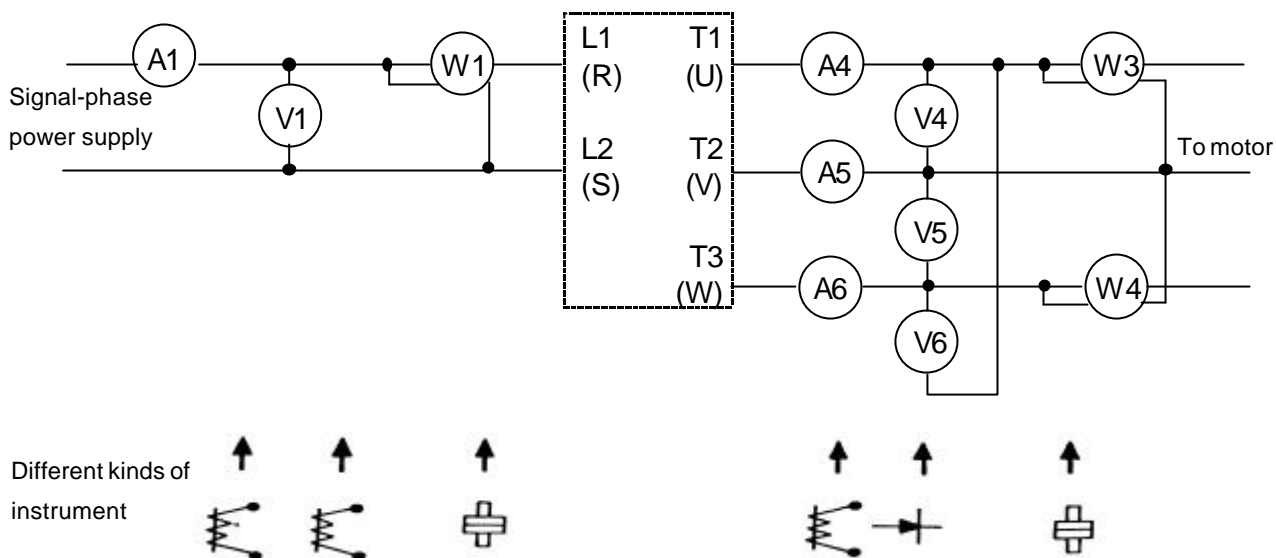 A1
W1
L1
T1
(R)
(U)
A4
W3
Signal-phase
power supply
V1
V4
L2
T2
(S)
(V)
A5
To motor
V5
T3
(W)
A6
W4
V6
Different kinds of
instrument